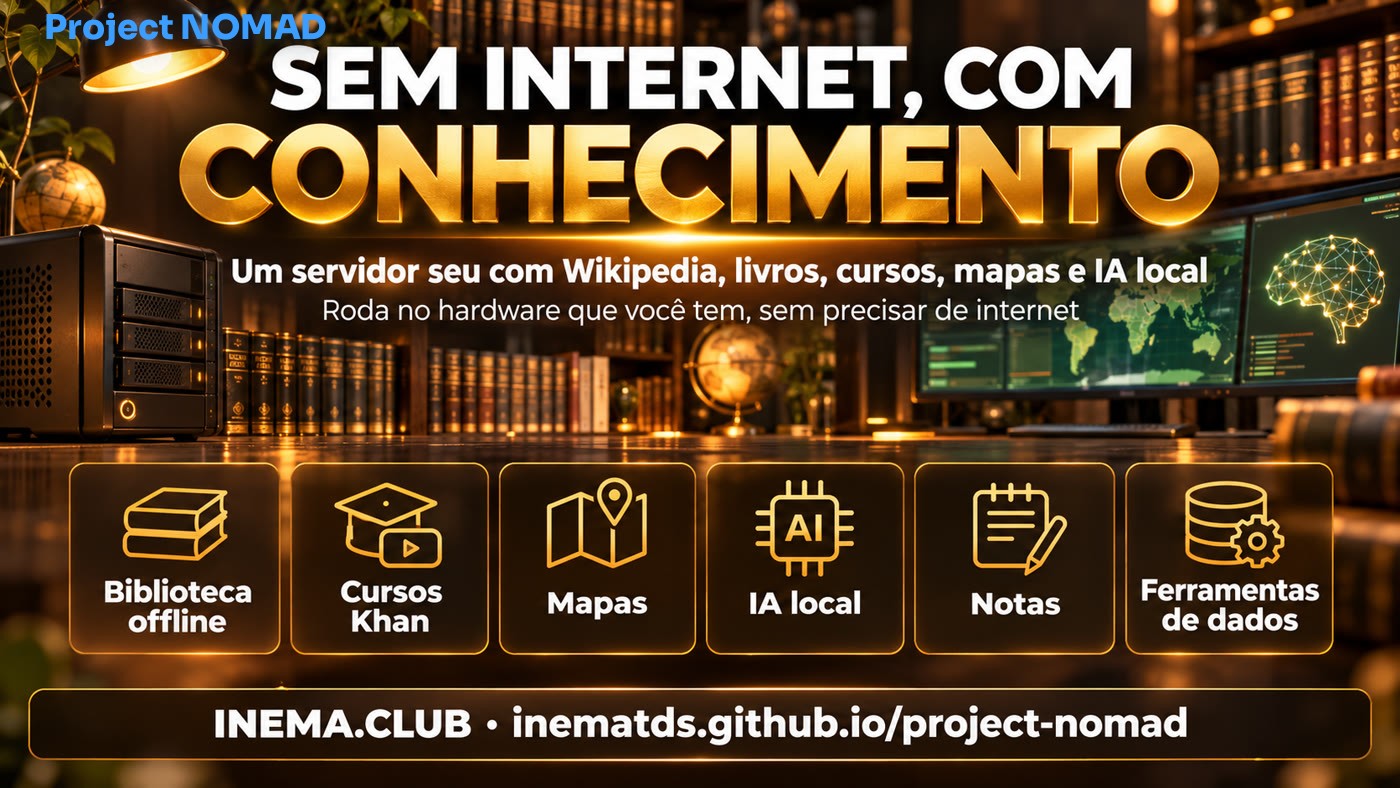 Project NOMAD
SEM INTERNET, COM
CONHECIMENTO
Um servidor seu com Wikipedia, livros, cursos, mapas e IA local
Roda no hardware que você tem, sem precisar de internet
Biblioteca
offline
Cursos
Khan
Mapas
AI
IA local
Notas
Ferramentas
de dados
INEMA.CLUB • inematds.github.io/project-nomad